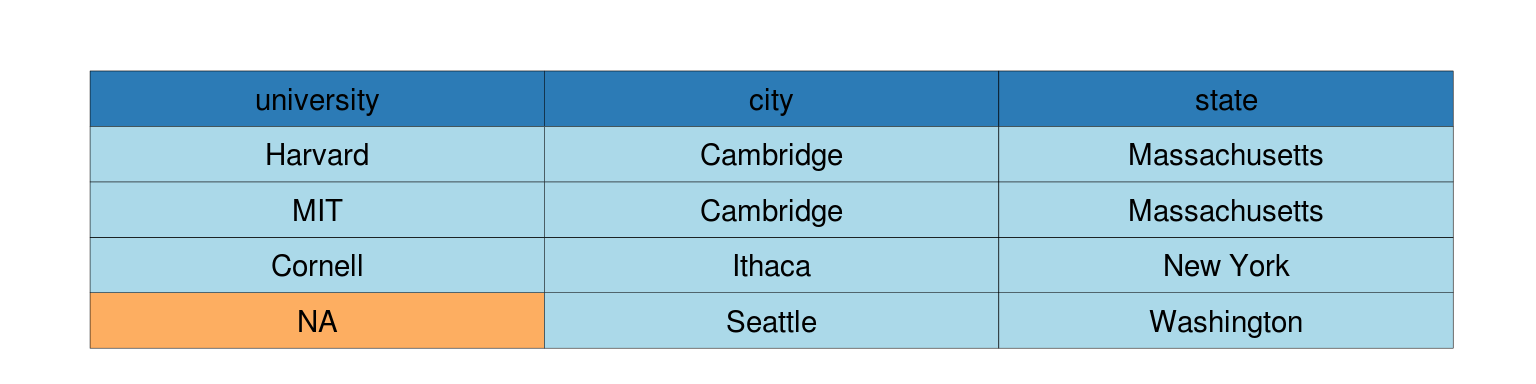 university city state
Harvard Cambridge Massachusetts
MIT Cambridge Massachusetts
Cornell Ithaca New York
NA Seattle Washington